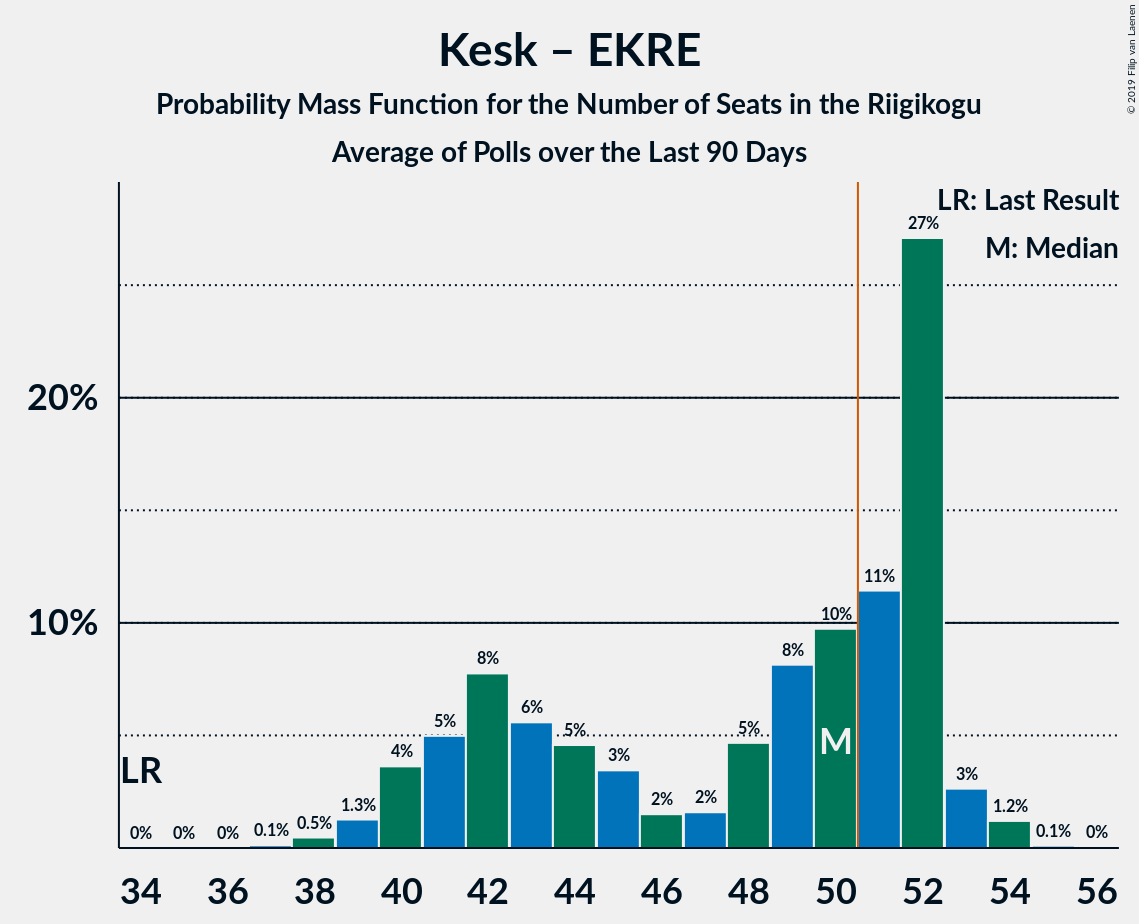 Kesk – EKRE
Probability Mass Function for the Number of Seats in the Riigikogu
Average of Polls over the Last 90 Days
© 2019 Filip van Laenen
LR: Last Result
M: Median
20%
10%
LR
M
0%
0%
0%
0.1%
0.5%
1.3%
4%
5%
8%
6%
5%
3%
2%
2%
5%
8%
10%
11%
27%
3%
1.2%
0.1%
0%
34 36 38 40 42 44 46 48 50 52 54 56